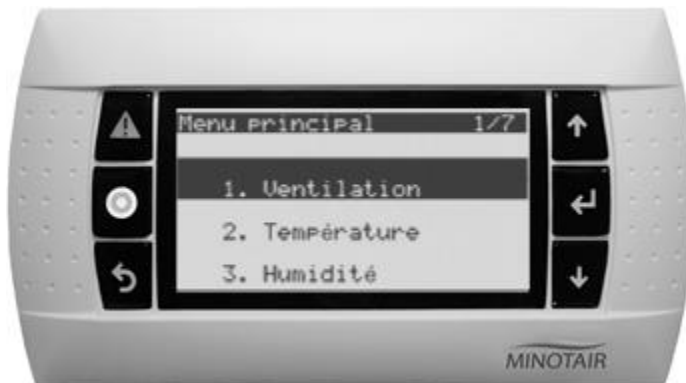 Menu principal 1/7
1. Ventilation
2. Température
3. Humidité
MINOTAIR